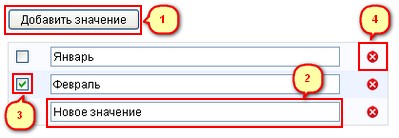 Добавить значение
1
4
Январь
Февраль
2
3
Новое значение